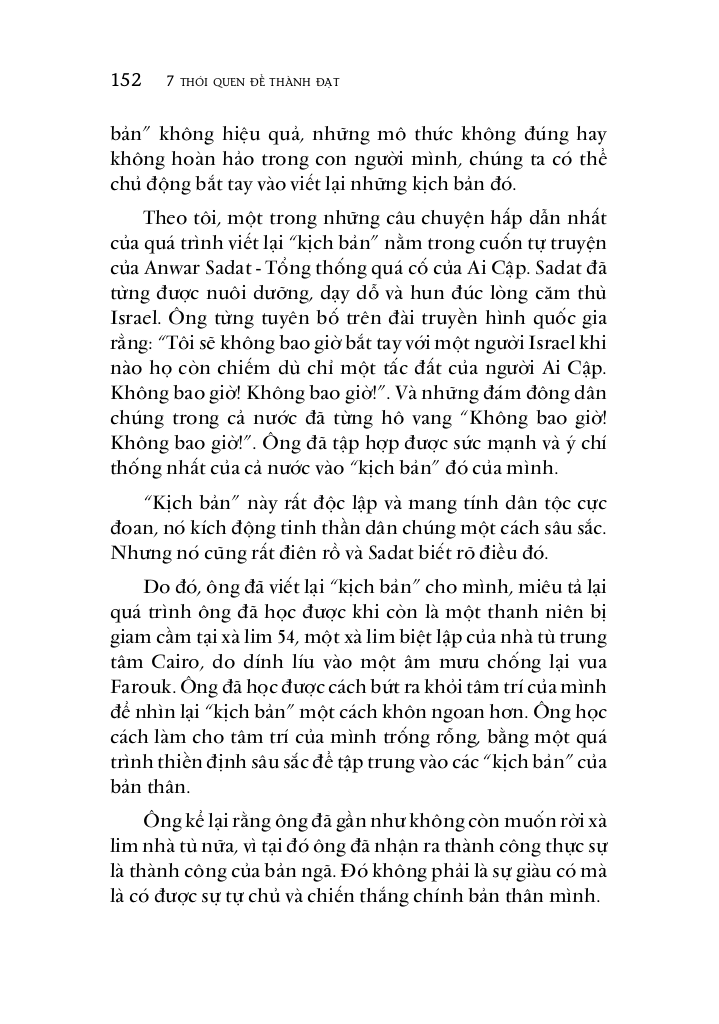 152 7 THÓI QUEN ĐỂ THÀNH ĐẠT
bản” không hiệu quả, những mô thức không đúng hay
không hoàn hảo trong con người mình, chúng ta có thể
chủ động bắt tay vào viết lại những kịch bản đó.
Theo tôi, một trong những câu chuyện hấp dẫn nhất
của quá trình viết lại “kịch bản” nằm trong cuốn tự truyện
của Anwar Sadat - Tổng thống quá cố của Ai Cập. Sadat đã
từng được nuôi dưỡng, dạy dỗ và hun đúc lòng căm thù
Israel. Ông từng tuyên bố trên đài truyền hình quốc gia
rằng: “Tôi sẽ không bao giờ bắt tay với một người Israel khi
nào họ còn chiếm dù chỉ một tấc đất của người Ai Cập.
Không bao giờ! Không bao giờ!”. Và những đám đông dân
chúng trong cả nước đã từng hô vang “Không bao giờ!
Không bao giờ!”. Ông đã tập hợp được sức mạnh và ý chí
thống nhất của cả nước vào “kịch bản” đó của mình.
“Kịch bản” này rất độc lập và mang tính dân tộc cực
đoan, nó kích động tinh thần dân chúng một cách sâu sắc.
Nhưng nó cũng rất điên rồ và Sadat biết rõ điều đó.
Do đó, ông đã viết lại “kịch bản” cho mình, miêu tả lại
quá trình ông đã học được khi còn là một thanh niên bị
giam cầm tại xà lim 54, một xà lim biệt lập của nhà tù trung
tâm Cairo, do dính líu vào một âm mưu chống lại vua
Farouk. Ông đã học được cách bứt ra khỏi tâm trí của mình
để nhìn lại “kịch bản” một cách khôn ngoan hơn. Ông học
cách làm cho tâm trí của mình trống rỗng, bằng một quá
trình thiền định sâu sắc để tập trung vào các “kịch bản” của
bản thân.
Ông kể lại rằng ông đã gần như không còn muốn rời xà
lim nhà tù nữa, vì tại đó ông đã nhận ra thành công thực sự
là thành công của bản ngã. Đó không phải là sự giàu có mà
là có được sự tự chủ và chiến thắng chính bản thân mình.